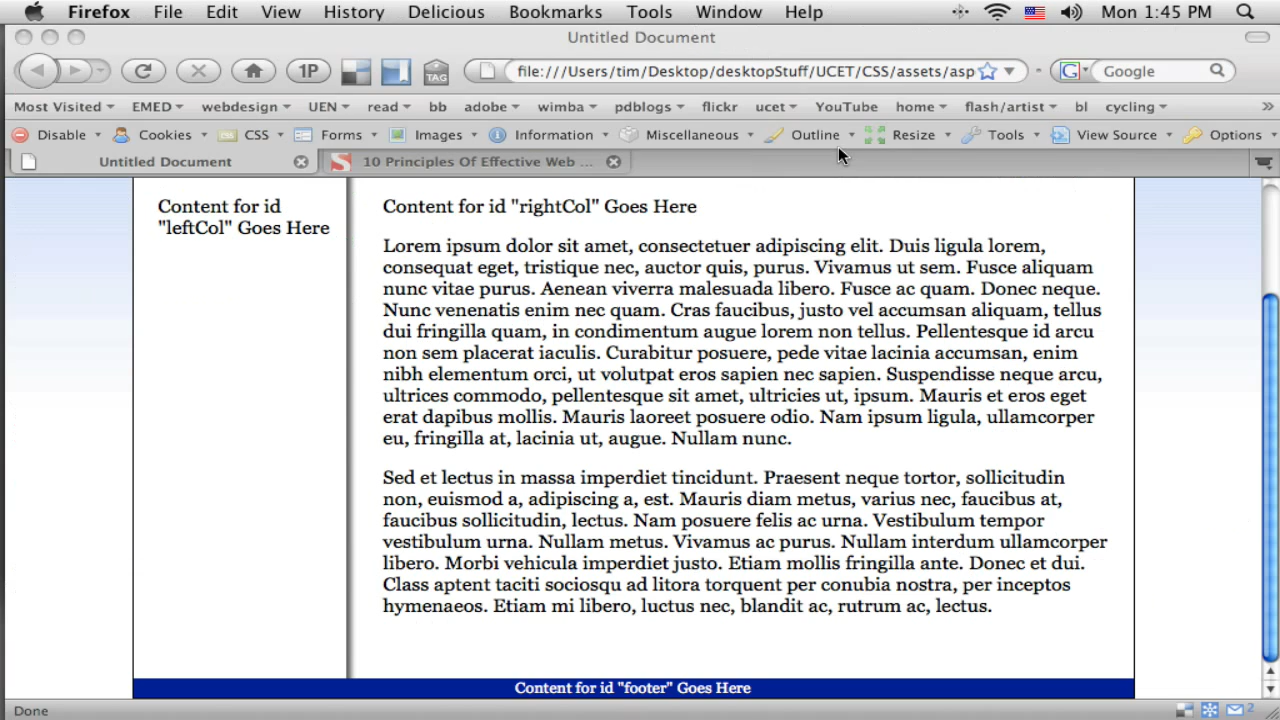 Firefox File Edit View History Delicious Bookmarks Tools Window Help Mon 1:45 PM
Untitled Document
1P TAG file:///Users/tim/Desktop/desktopStuff/UCET/CSS/assets/asp Google
Most Visited EMED webdesign UEN read bb adobe wimba pdblogs flickr ucet YouTube home flash/artist bl cycling »
Disable Cookies CSS Forms Images Information Miscellaneous Outline Resize Tools View Source Options
Untitled Document 10 Principles Of Effective Web ...
Content for id
"leftCol" Goes Here
Content for id "rightCol" Goes Here
Lorem ipsum dolor sit amet, consectetuer adipiscing elit. Duis ligula lorem,
consequat eget, tristique nec, auctor quis, purus. Vivamus ut sem. Fusce aliquam
nunc vitae purus. Aenean viverra malesuada libero. Fusce ac quam. Donec neque.
Nunc venenatis enim nec quam. Cras faucibus, justo vel accumsan aliquam, tellus
dui fringilla quam, in condimentum augue lorem non tellus. Pellentesque id arcu
non sem placerat iaculis. Curabitur posuere, pede vitae lacinia accumsan, enim
nibh elementum orci, ut volutpat eros sapien nec sapien. Suspendisse neque arcu,
ultrices commodo, pellentesque sit amet, ultricies ut, ipsum. Mauris et eros eget
erat dapibus mollis. Mauris laoreet posuere odio. Nam ipsum ligula, ullamcorper
eu, fringilla at, lacinia ut, augue. Nullam nunc.
Sed et lectus in massa imperdiet tincidunt. Praesent neque tortor, sollicitudin
non, euismod a, adipiscing a, est. Mauris diam metus, varius nec, faucibus at,
faucibus sollicitudin, lectus. Nam posuere felis ac urna. Vestibulum tempor
vestibulum urna. Nullam metus. Vivamus ac purus. Nullam interdum ullamcorper
libero. Morbi vehicula imperdiet justo. Etiam mollis fringilla ante. Donec et dui.
Class aptent taciti sociosqu ad litora torquent per conubia nostra, per inceptos
hymenaeos. Etiam mi libero, luctus nec, blandit ac, rutrum ac, lectus.
Content for id "footer" Goes Here
Done 2